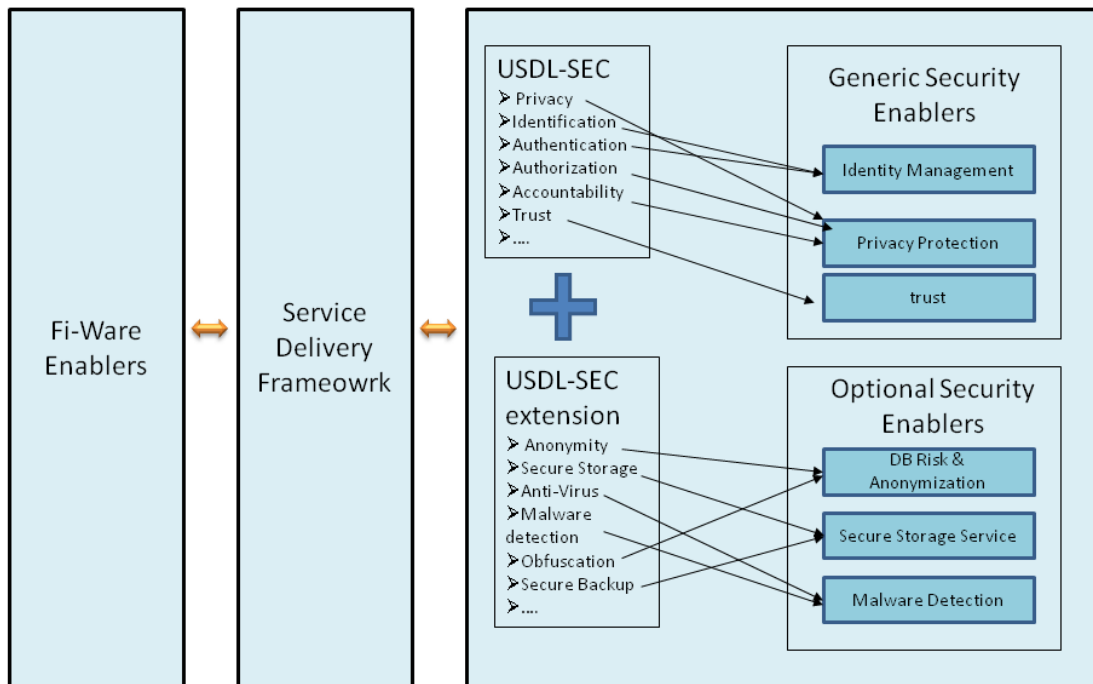 Fi-Ware
Enablers
Service
Delivery
Frameowrk
USDL-SEC
➢Privacy
➢Identification
➢Authentication
➢Authorization
➢Accountability
➢Trust
➢....
Generic Security
Enablers
Identity Management
Privacy Protection
trust
USDL-SEC
extension
➢Anonymity
➢Secure Storage
➢Anti-Virus
➢Malware
detection
➢Obfuscation
➢Secure Backup
➢....
Optional Security
Enablers
DB Risk &
Anonymization
Secure Storage Service
Malware Detection